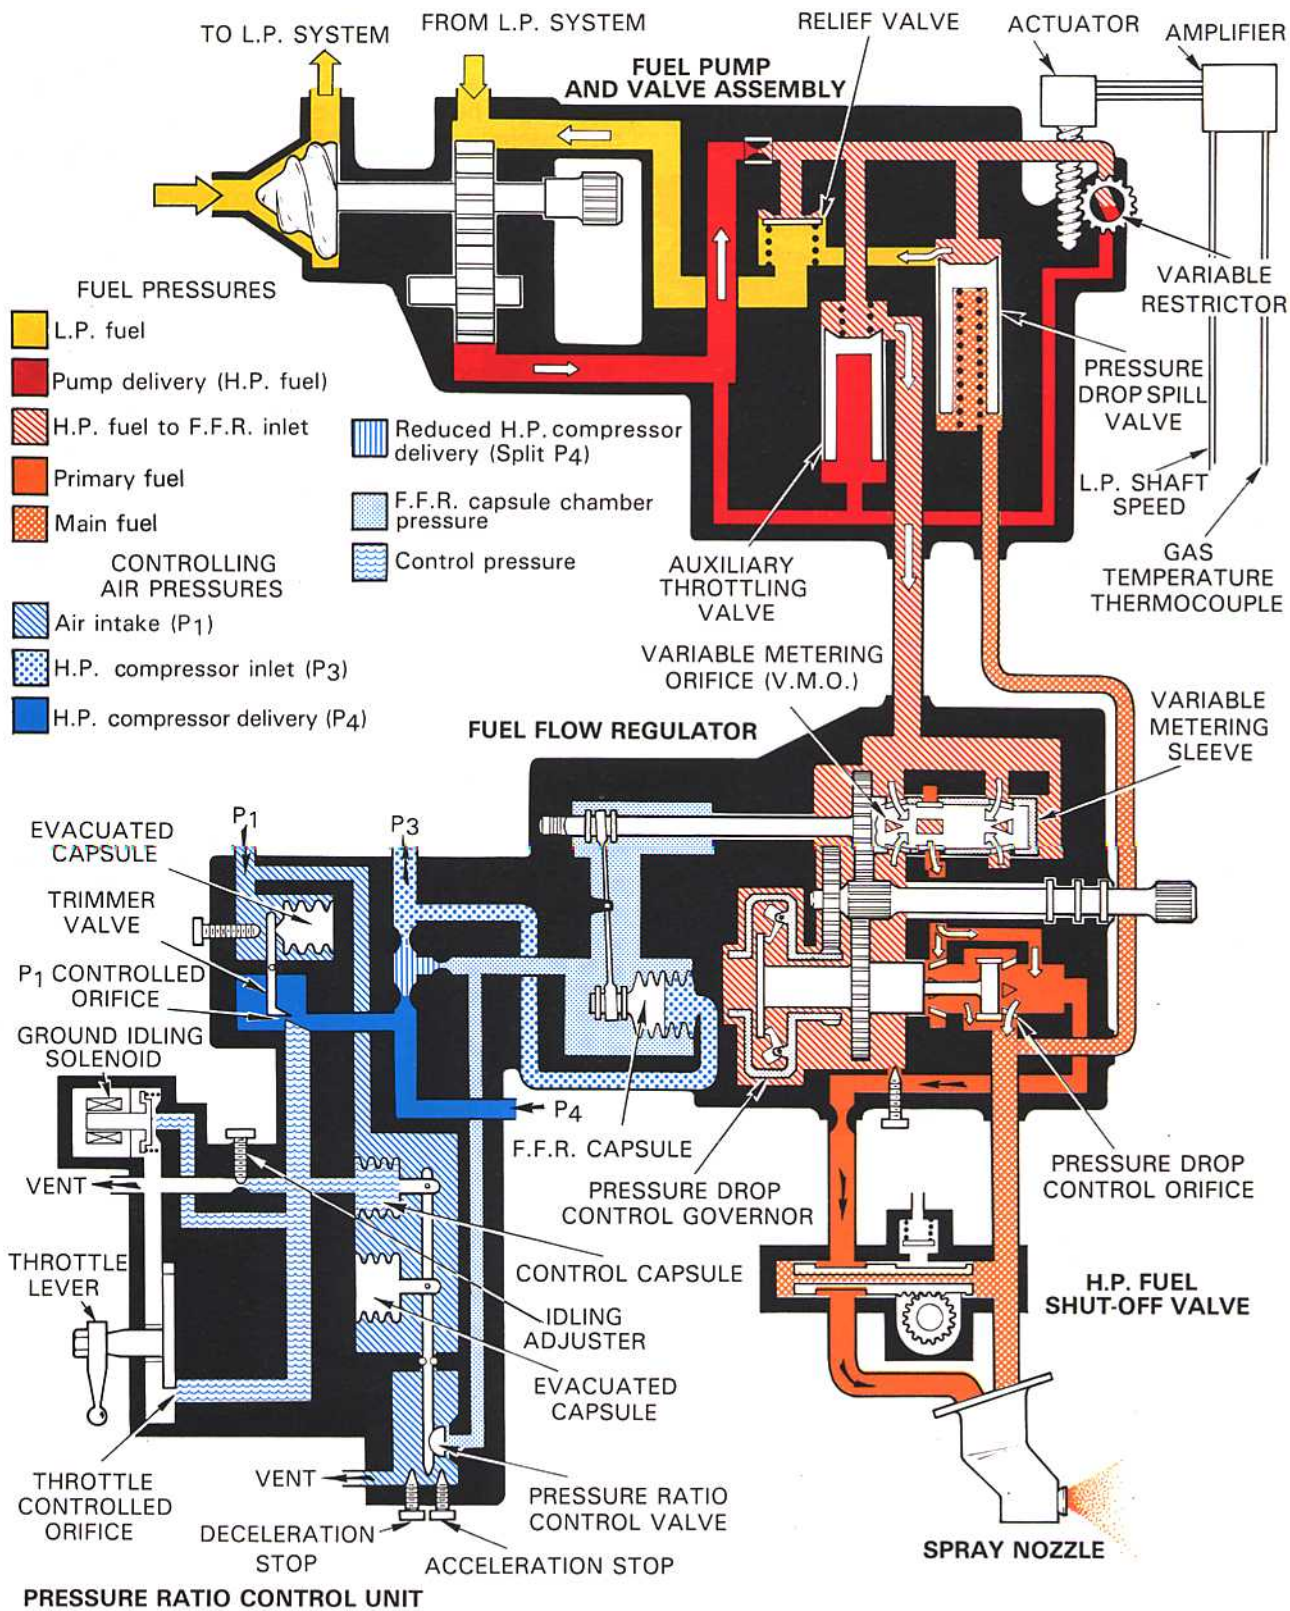 TO L.P. SYSTEM
FROM L.P. SYSTEM
RELIEF VALVE
ACTUATOR
AMPLIFIER
FUEL PUMP
AND VALVE ASSEMBLY
VARIABLE
RESTRICTOR
PRESSURE
DROP SPILL
VALVE
L.P. SHAFT
SPEED
GAS
TEMPERATURE
THERMOCOUPLE
FUEL PRESSURES
L.P. fuel
Pump delivery (H.P. fuel)
H.P. fuel to F.F.R. inlet
Primary fuel
Main fuel
CONTROLLING
AIR PRESSURES
Air intake (P1)
H.P. compressor inlet (P3)
H.P. compressor delivery (P4)
Reduced H.P. compressor
delivery (Split P4)
F.F.R. capsule chamber
pressure
Control pressure
AUXILIARY
THROTTLING
VALVE
VARIABLE METERING
ORIFICE (V.M.O.)
VARIABLE
METERING
SLEEVE
FUEL FLOW REGULATOR
P1
P3
EVACUATED
CAPSULE
TRIMMER
VALVE
P1 CONTROLLED
ORIFICE
GROUND IDLING
SOLENOID
P4
F.F.R. CAPSULE
PRESSURE DROP
CONTROL GOVERNOR
PRESSURE DROP
CONTROL ORIFICE
VENT
THROTTLE
LEVER
CONTROL CAPSULE
IDLING
ADJUSTER
EVACUATED
CAPSULE
H.P. FUEL
SHUT-OFF VALVE
THROTTLE
CONTROLLED
ORIFICE
VENT
DECELERATION
STOP
ACCELERATION STOP
PRESSURE RATIO
CONTROL VALVE
SPRAY NOZZLE
PRESSURE RATIO CONTROL UNIT